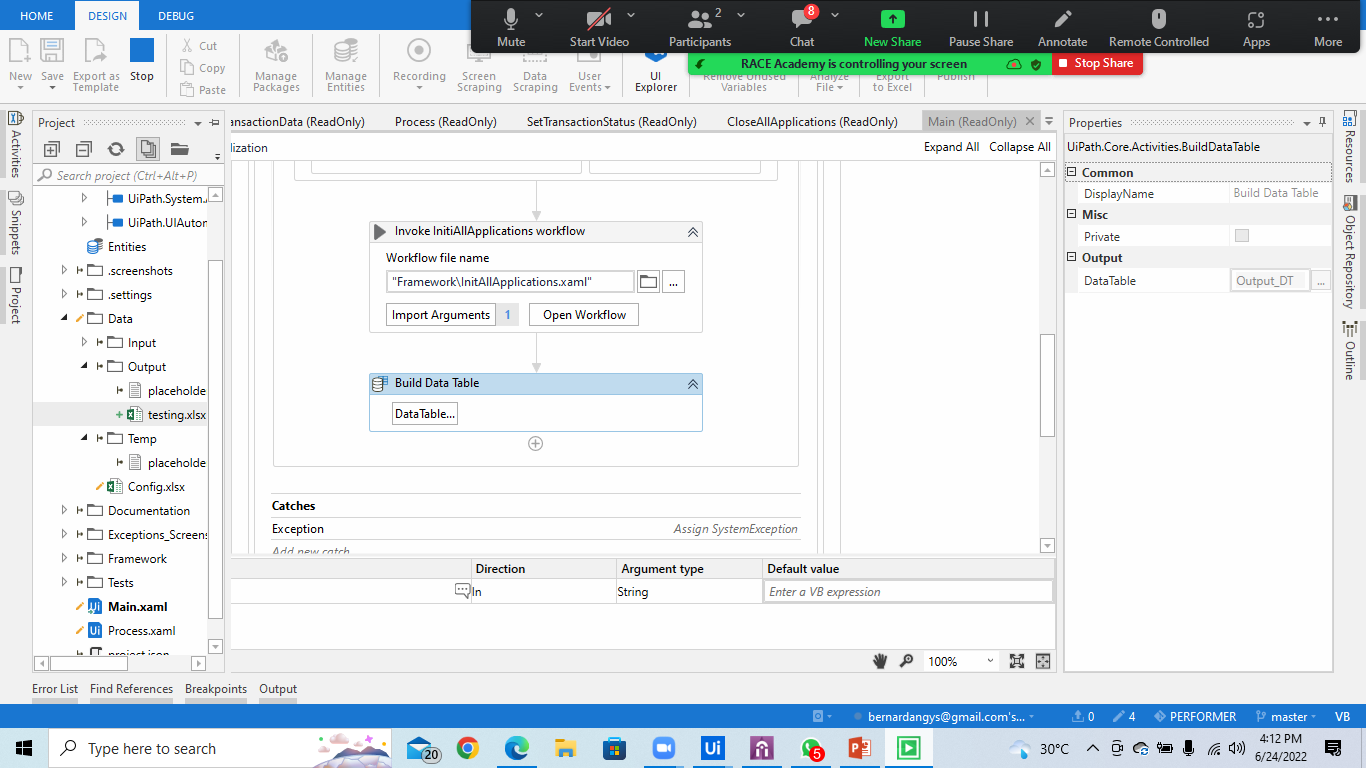 HOME DESIGN DEBUG
Mute Start Video Participants 2 Chat 8 New Share Pause Share Annotate Remote Controlled Apps More
RACE Academy is controlling your screen Stop Share
New Save Export as Template Stop
Cut
Copy
Paste
Manage Packages
Manage Entities
Recording
Screen Scraping
Data Scraping
User Events
UI Explorer
Remove Unused Variables
Analyze File
Export to Excel
Publish
Activities
Snippets
Project
Project
Search project (Ctrl+Alt+P)
UiPath.System.
UiPath.UIAutom
Entities
.screenshots
.settings
Data
Input
Output
placeholde
testing.xlsx
Temp
placeholde
Config.xlsx
Documentation
Exceptions_Screens
Framework
Tests
Main.xaml
Process.xaml
project.json
ansactionData (ReadOnly) Process (ReadOnly) SetTransactionStatus (ReadOnly) CloseAllApplications (ReadOnly) Main (ReadOnly)
lization Expand All Collapse All
Invoke InitiAllApplications workflow
Workflow file name
"Framework\InitAllApplications.xaml" ...
Import Arguments 1 Open Workflow
Build Data Table
DataTable...
Catches
Exception Assign SystemException
Add new catch
Direction Argument type Default value
In String Enter a VB expression
100%
Properties
UiPath.Core.Activities.BuildDataTable
Common
DisplayName Build Data Table
Misc
Private
Output
DataTable Output_DT ...
Resources
Object Repository
Outline
Error List Find References Breakpoints Output
bernardangys@gmail.com's... 0 4 PERFORMER master VB
Type here to search
20
5
30°C
4:12 PM
6/24/2022